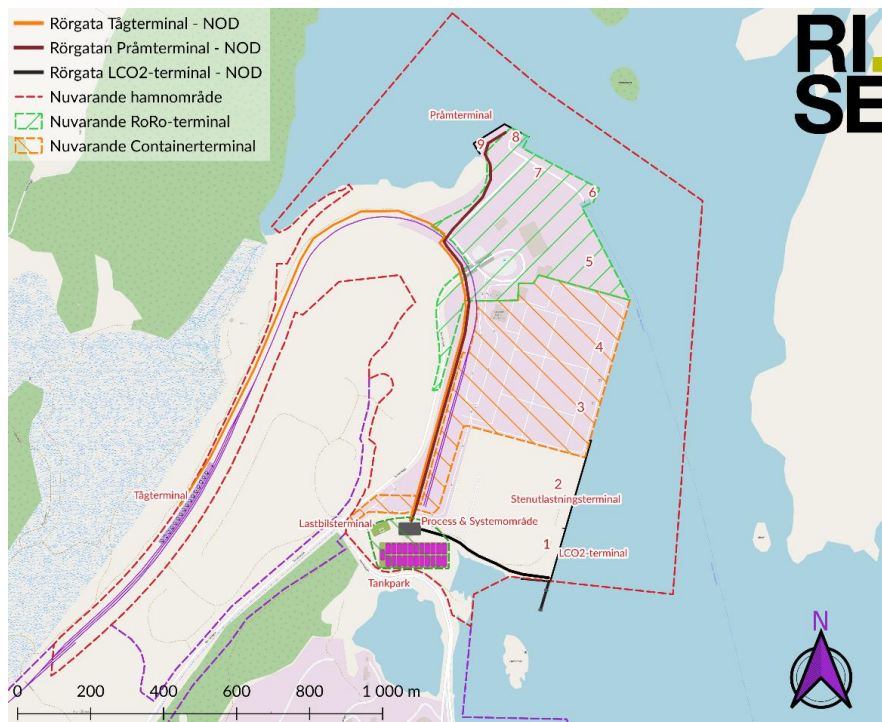 Rörgata Tågterminal - NOD
Rörgatan Pråmterminal - NOD
Rörgata LCO2-terminal - NOD
Nuvarande hamnområde
Nuvarande RoRo-terminal
Nuvarande Containerterminal
RI.
SE
Pråmterminal
9
8
7
6
5
4
3
2
Stenutlastningsterminal
Tågterminal
Lastbilsterminal
Process & Systemområde
1
LCO2-terminal
Tankpark
N
0 200 400 600 800 1 000 m